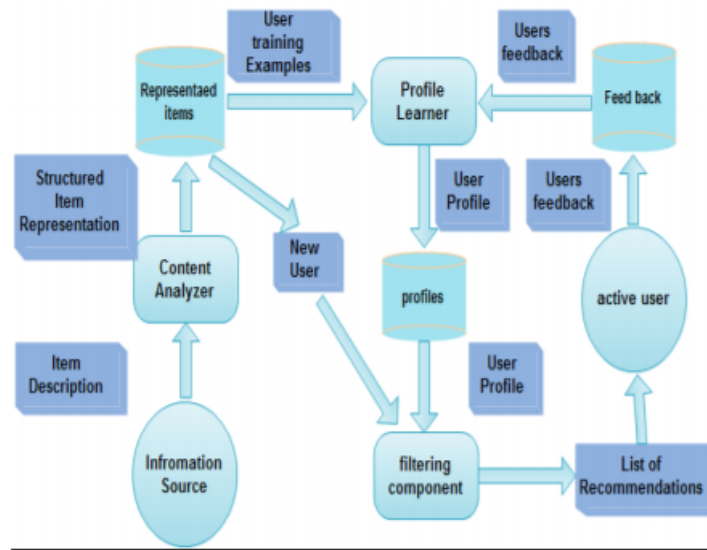 User
training
Examples
Users
feedback
Representaed
items
Profile
Learner
Feed back
Structured
Item
Representation
User
Profile
Users
feedback
New
User
Content
Analyzer
profiles
active user
Item
Description
User
Profile
Infromation
Source
filtering
component
List of
Recommendations